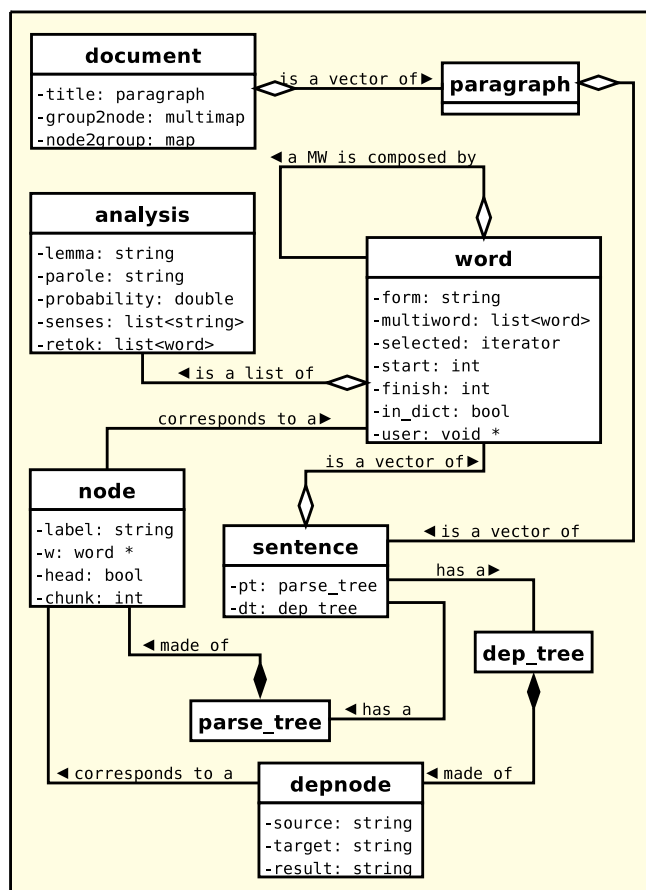 document
-title: paragraph
-group2node: multimap
-node2group: map
is a vector of►
paragraph
◄a MW is composed by
analysis
-lemma: string
-parole: string
-probability: double
-senses: list<string>
-retok: list<word>
word
-form: string
-multiword: list<word>
-selected: iterator
-start: int
-finish: int
-in_dict: bool
-user: void *
◄is a list of
corresponds to a►
is a vector of►
node
-label: string
-w: word *
-head: bool
-chunk: int
sentence
-pt: parse_tree
-dt: dep_tree
◄is a vector of
has a►
dep_tree
◄made of
parse_tree
◄has a
◄corresponds to a
depnode
-source: string
-target: string
-result: string
◄made of